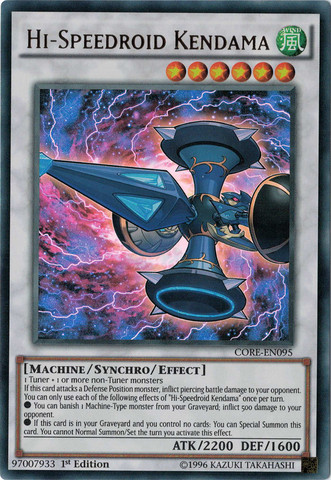 Hi-Speedroid Kendama
WIND
風
CORE-EN095
[Machine/Synchro/Effect]
1 Tuner + 1 or more non-Tuner monsters
If this card attacks a Defense Position monster, inflict piercing battle damage to your opponent.
You can only use each of the following effects of "Hi-Speedroid Kendama" once per turn.
● You can banish 1 Machine-Type monster from your Graveyard; inflict 500 damage to your
opponent.
● If this card is in your Graveyard and you control no cards: You can Special Summon this
card. You cannot Normal Summon/Set the turn you activate this effect.
ATK/2200 DEF/1600
97007933 1st Edition ©1996 KAZUKI TAKAHASHI